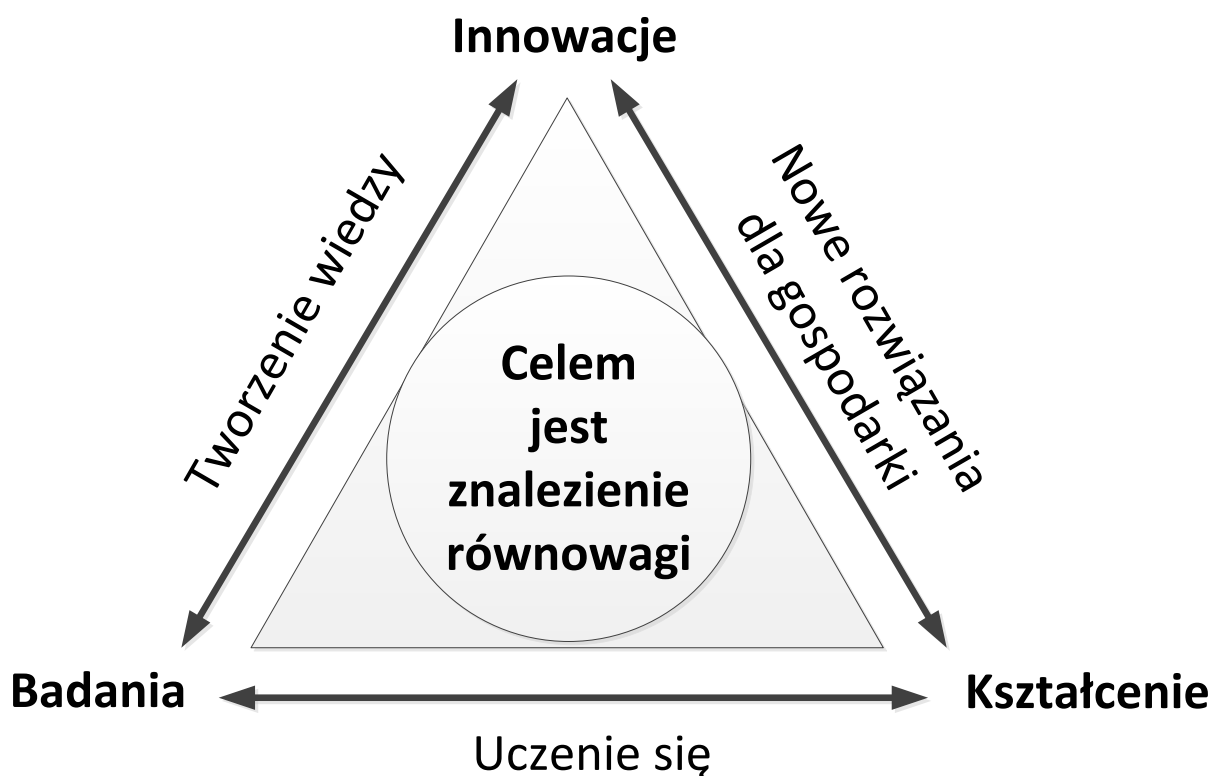 Innowacje
Tworzenie wiedzy
Nowe rozwiązania
dla gospodarki
Celem
jest
znalezienie
równowagi
Badania
Kształcenie
Uczenie się